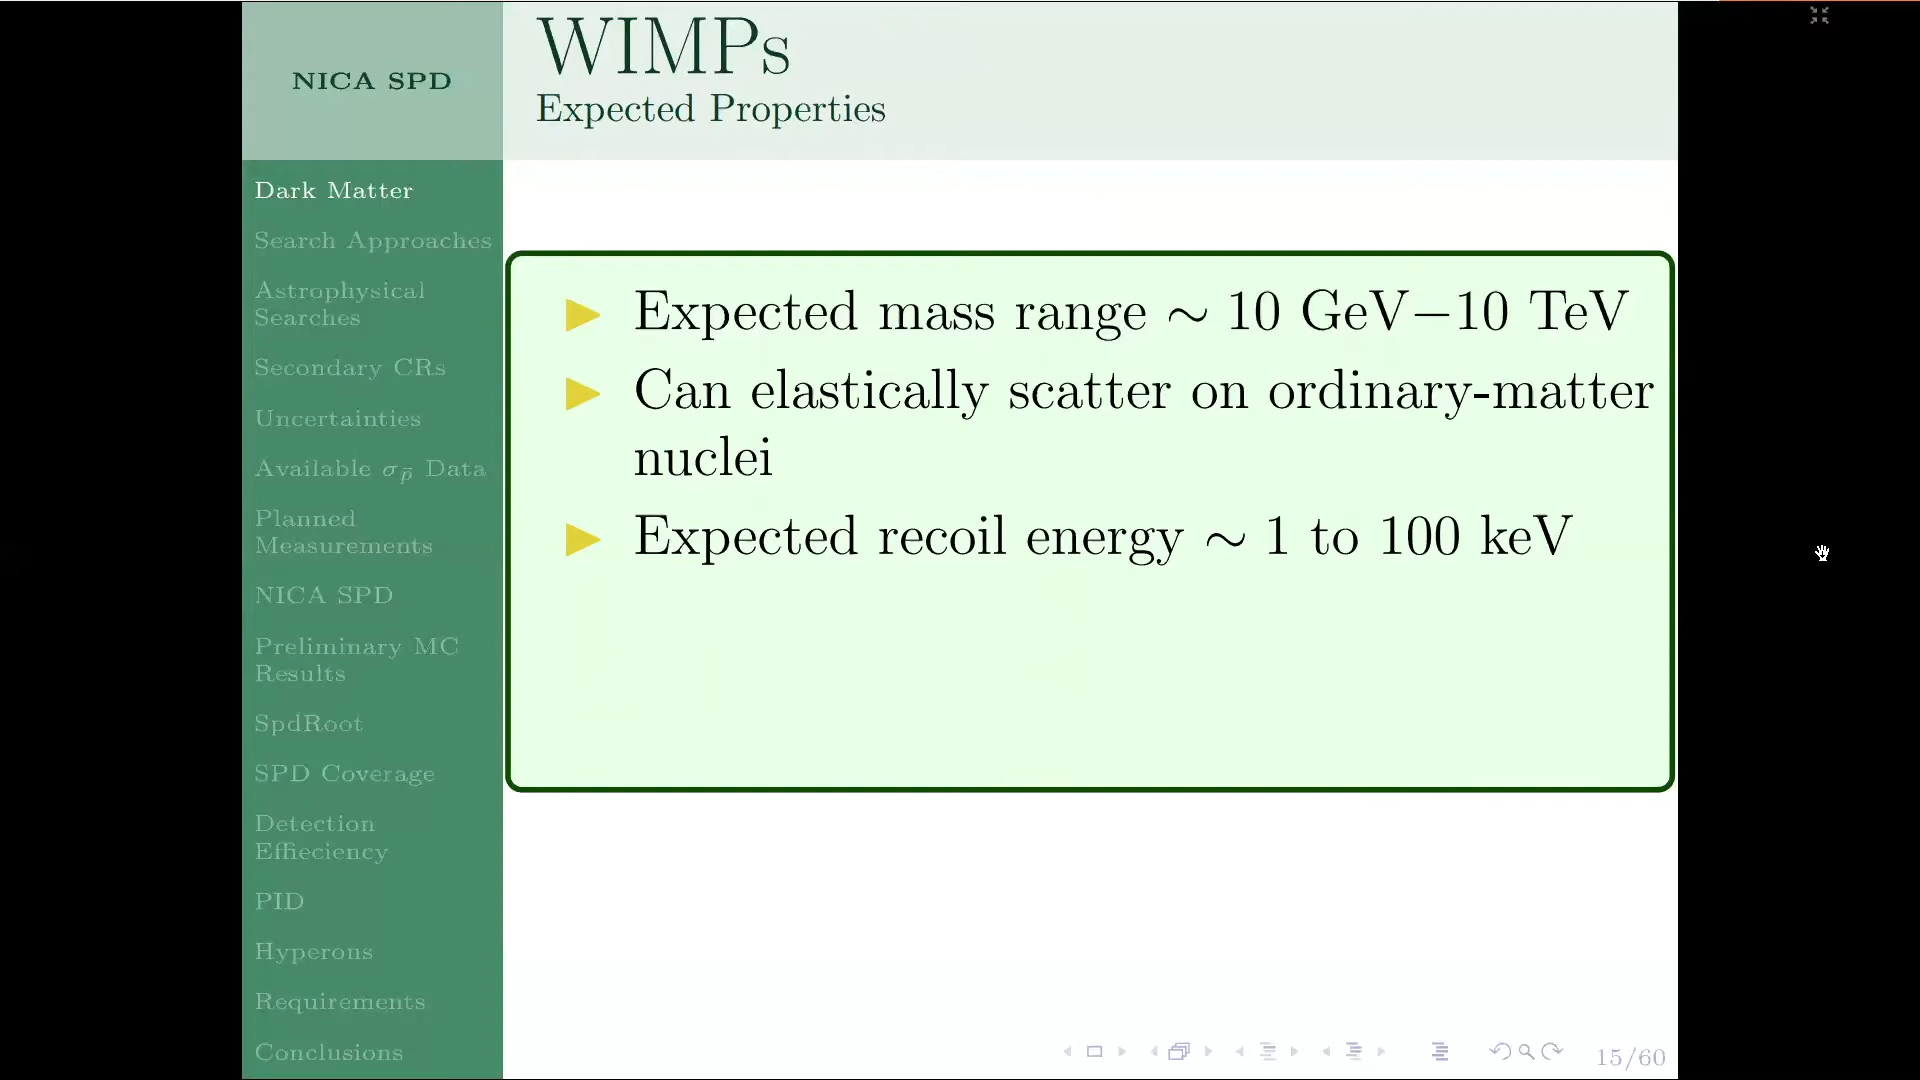 NICA SPD
WIMPs
Expected Properties
Dark Matter
Search Approaches
Astrophysical
Searches
Secondary CRs
Uncertainties
Available σp̄ Data
Planned
Measurements
NICA SPD
Preliminary MC
Results
SpdRoot
SPD Coverage
Detection
Effieciency
PID
Hyperons
Requirements
Conclusions
Expected mass range ∼ 10 GeV−10 TeV
Can elastically scatter on ordinary-matter
nuclei
Expected recoil energy ∼ 1 to 100 keV
15/60